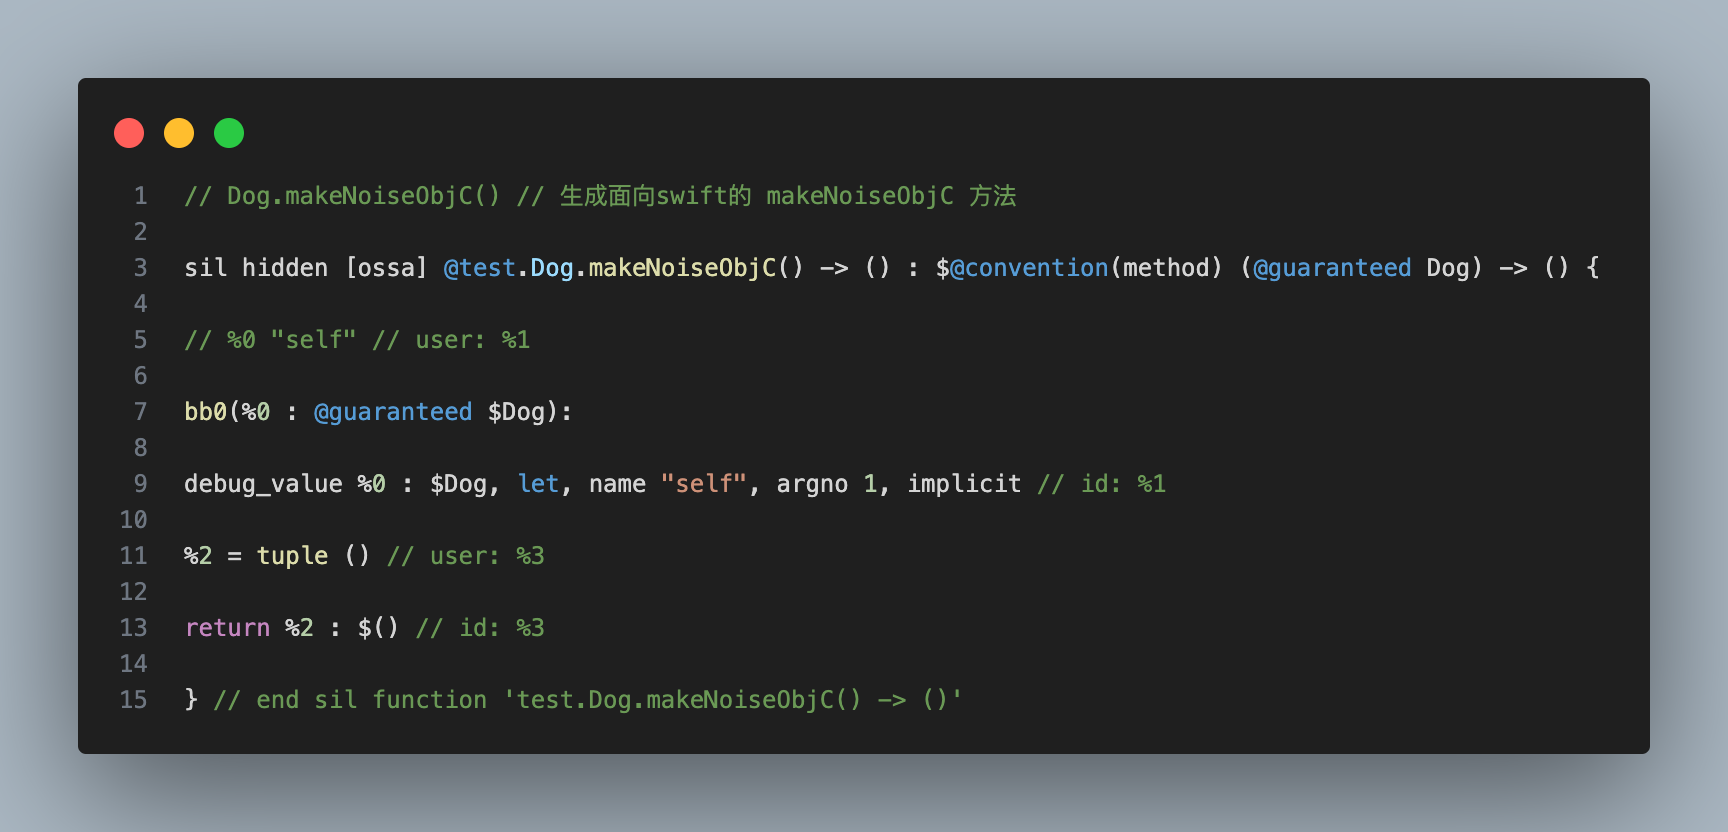 1 // Dog.makeNoiseObjC() // 生成面向swift的 makeNoiseObjC 方法
2
3 sil hidden [ossa] @test.Dog.makeNoiseObjC() -> () : $@convention(method) (@guaranteed Dog) -> () {
4
5 // %0 "self" // user: %1
6
7 bb0(%0 : @guaranteed $Dog):
8
9 debug_value %0 : $Dog, let, name "self", argno 1, implicit // id: %1
10
11 %2 = tuple () // user: %3
12
13 return %2 : $() // id: %3
14
15 } // end sil function 'test.Dog.makeNoiseObjC() -> ()'